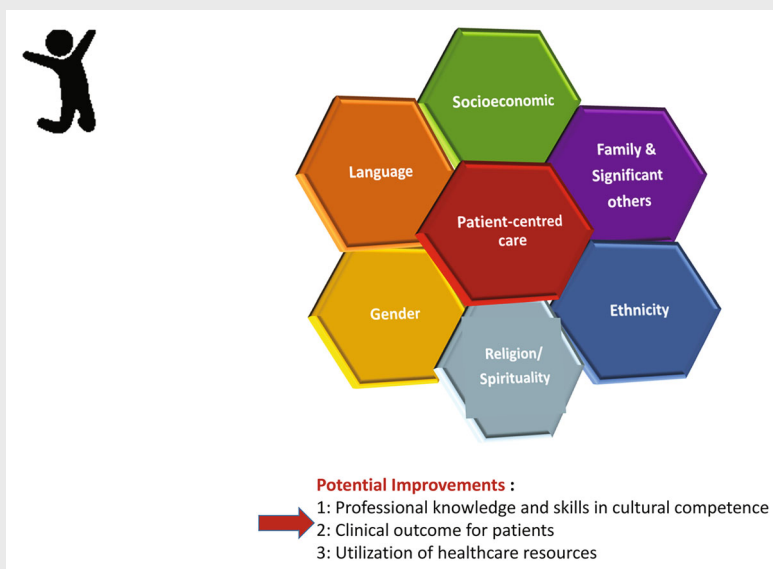 Socioeconomic
Language
Family &
Significant
others
Patient-centred
care
Gender
Ethnicity
Religion/
Spirituality
Potential Improvements :
1: Professional knowledge and skills in cultural competence
2: Clinical outcome for patients
3: Utilization of healthcare resources